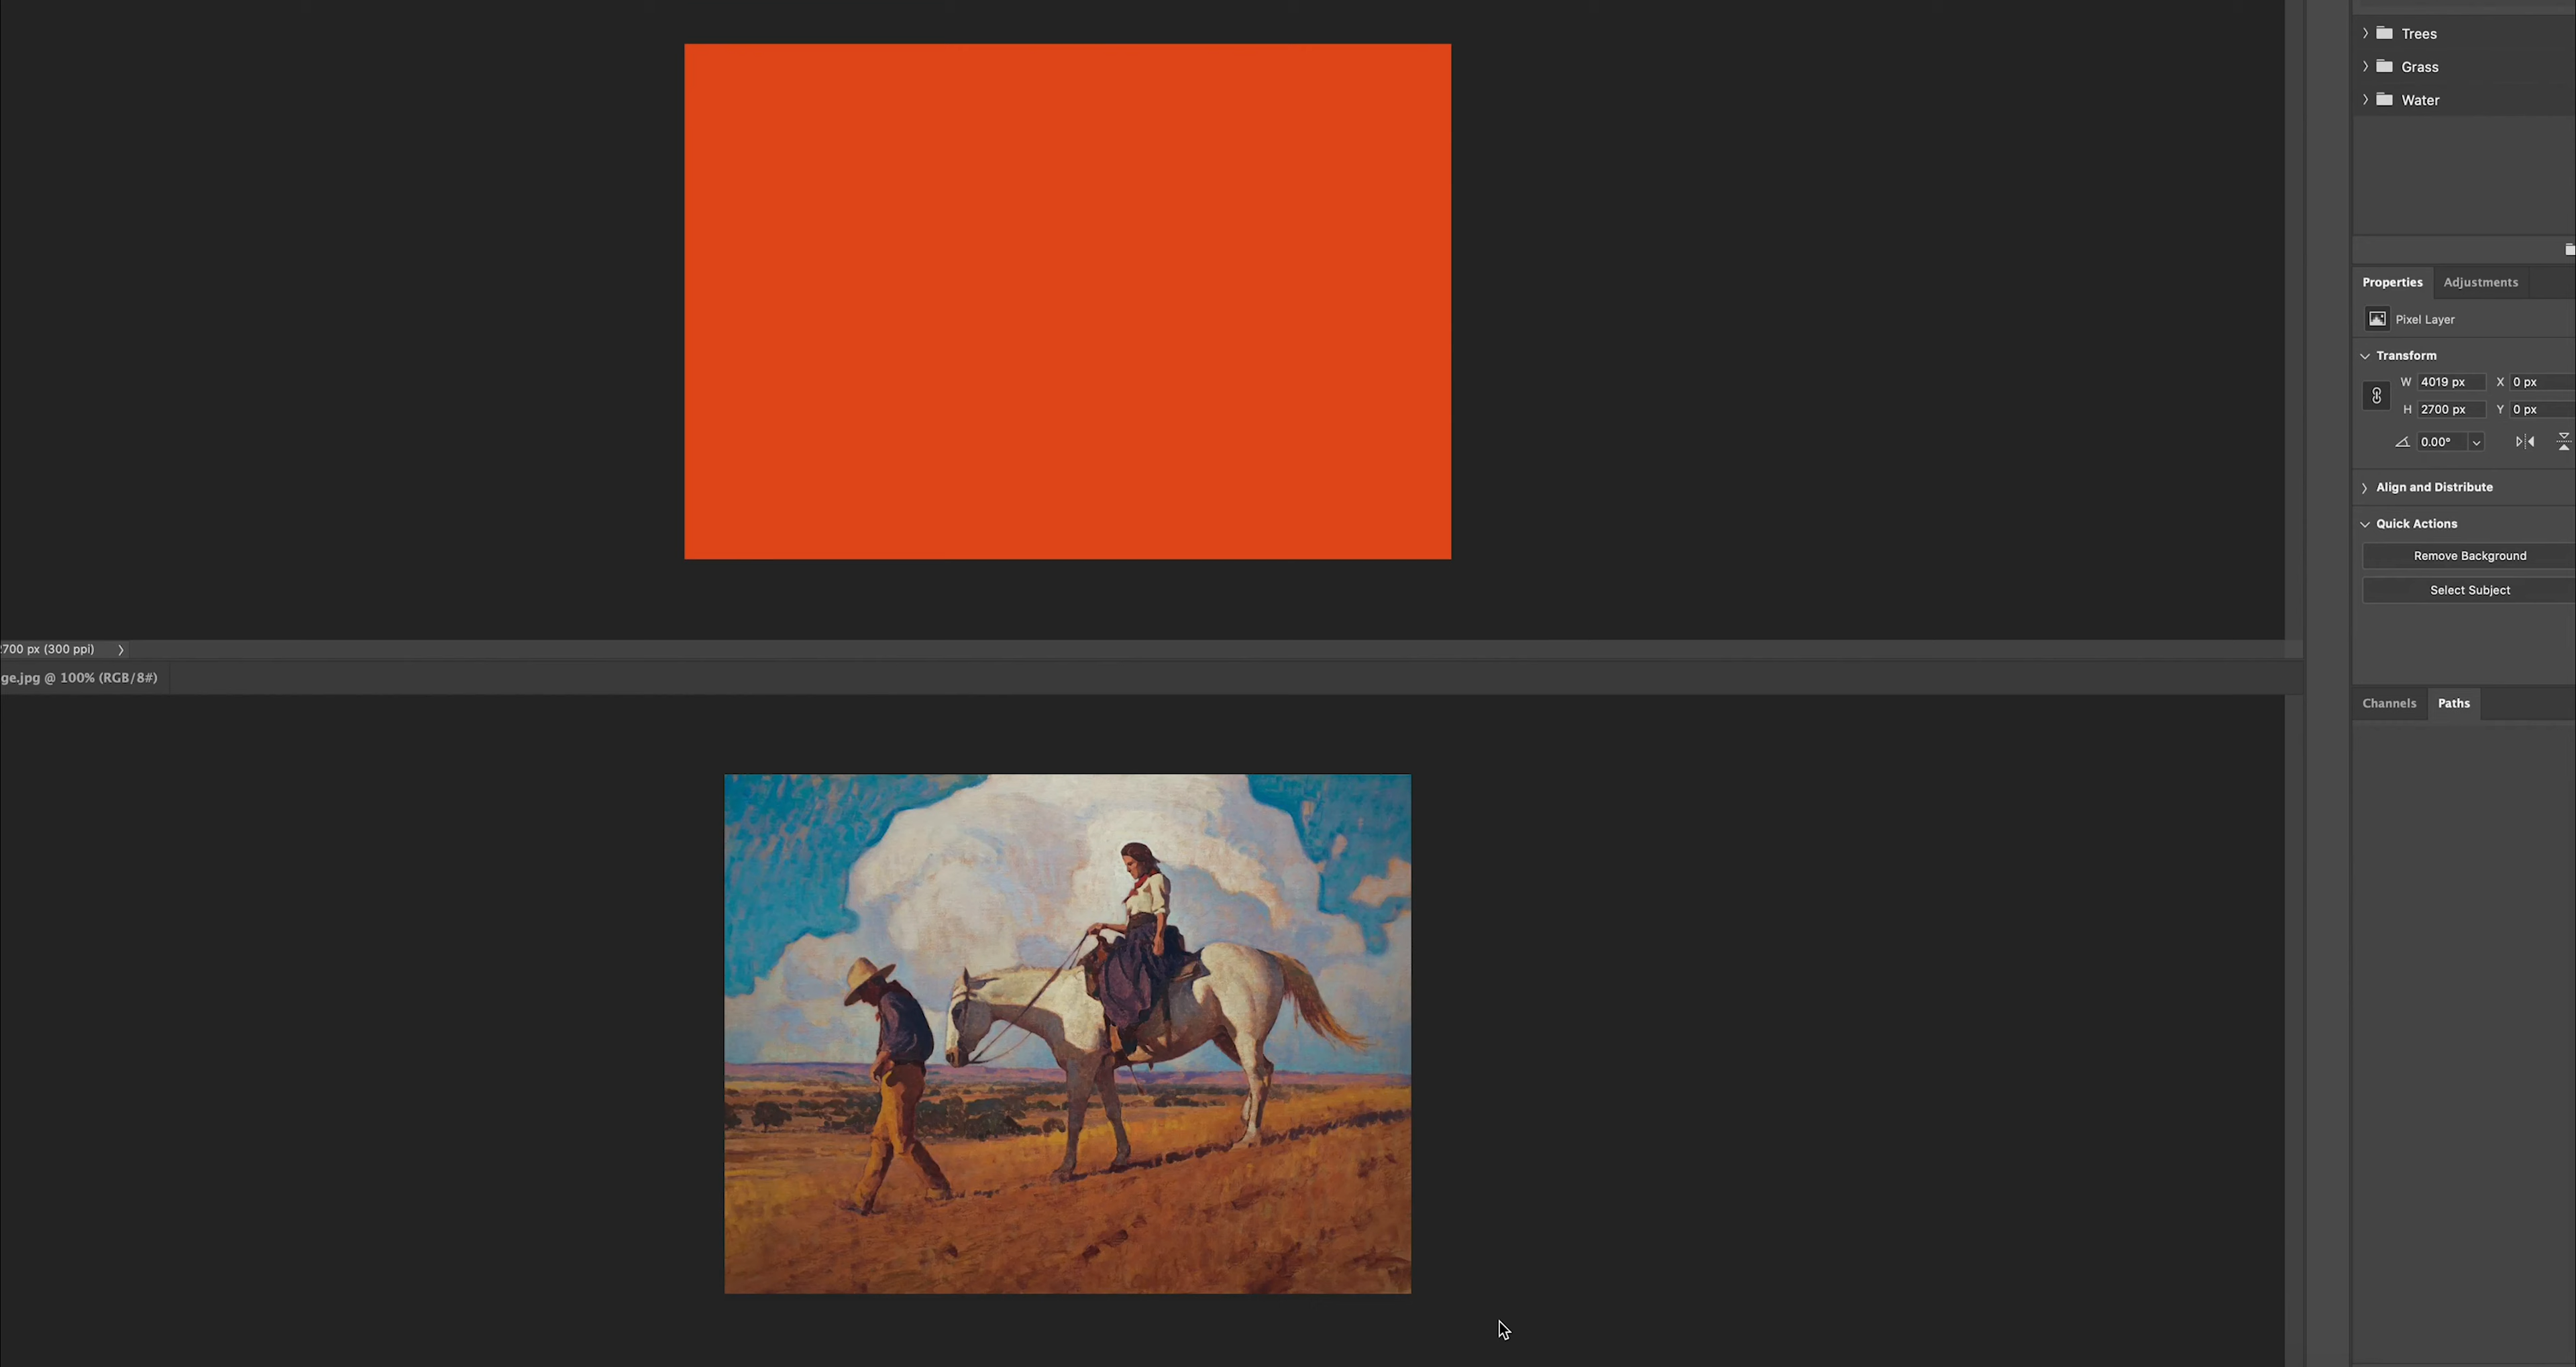 Trees
Grass
Water
Properties Adjustments
Pixel Layer
Transform
W 4019 px X 0 px
H 2700 px Y 0 px
0.00°
Align and Distribute
Quick Actions
Remove Background
Select Subject
2700 px (300 ppi)
ge.jpg @ 100% (RGB/8#)
Channels Paths